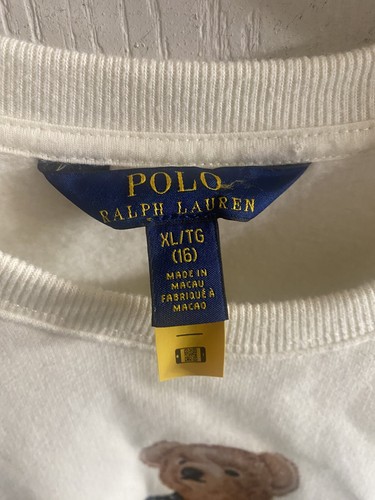 POLO
RALPH LAUREN
XL/TG
(16)
MADE IN
MACAU
FABRIQUÉ À
MACAO